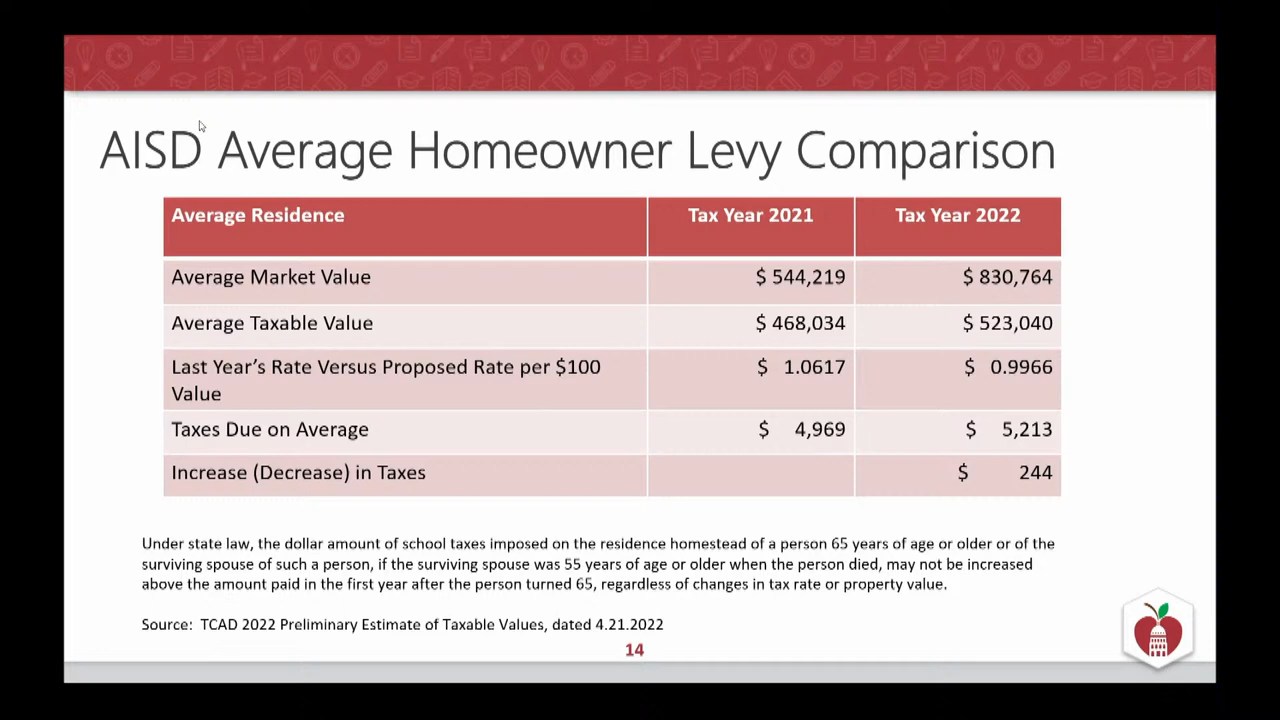 AISD Average Homeowner Levy Comparison
Average Residence Tax Year 2021 Tax Year 2022
Average Market Value $ 544,219 $ 830,764
Average Taxable Value $ 468,034 $ 523,040
Last Year's Rate Versus Proposed Rate per $100 $ 1.0617 $ 0.9966
Value
Taxes Due on Average $ 4,969 $ 5,213
Increase (Decrease) in Taxes $ 244
Under state law, the dollar amount of school taxes imposed on the residence homestead of a person 65 years of age or older or of the
surviving spouse of such a person, if the surviving spouse was 55 years of age or older when the person died, may not be increased
above the amount paid in the first year after the person turned 65, regardless of changes in tax rate or property value.
Source: TCAD 2022 Preliminary Estimate of Taxable Values, dated 4.21.2022
14